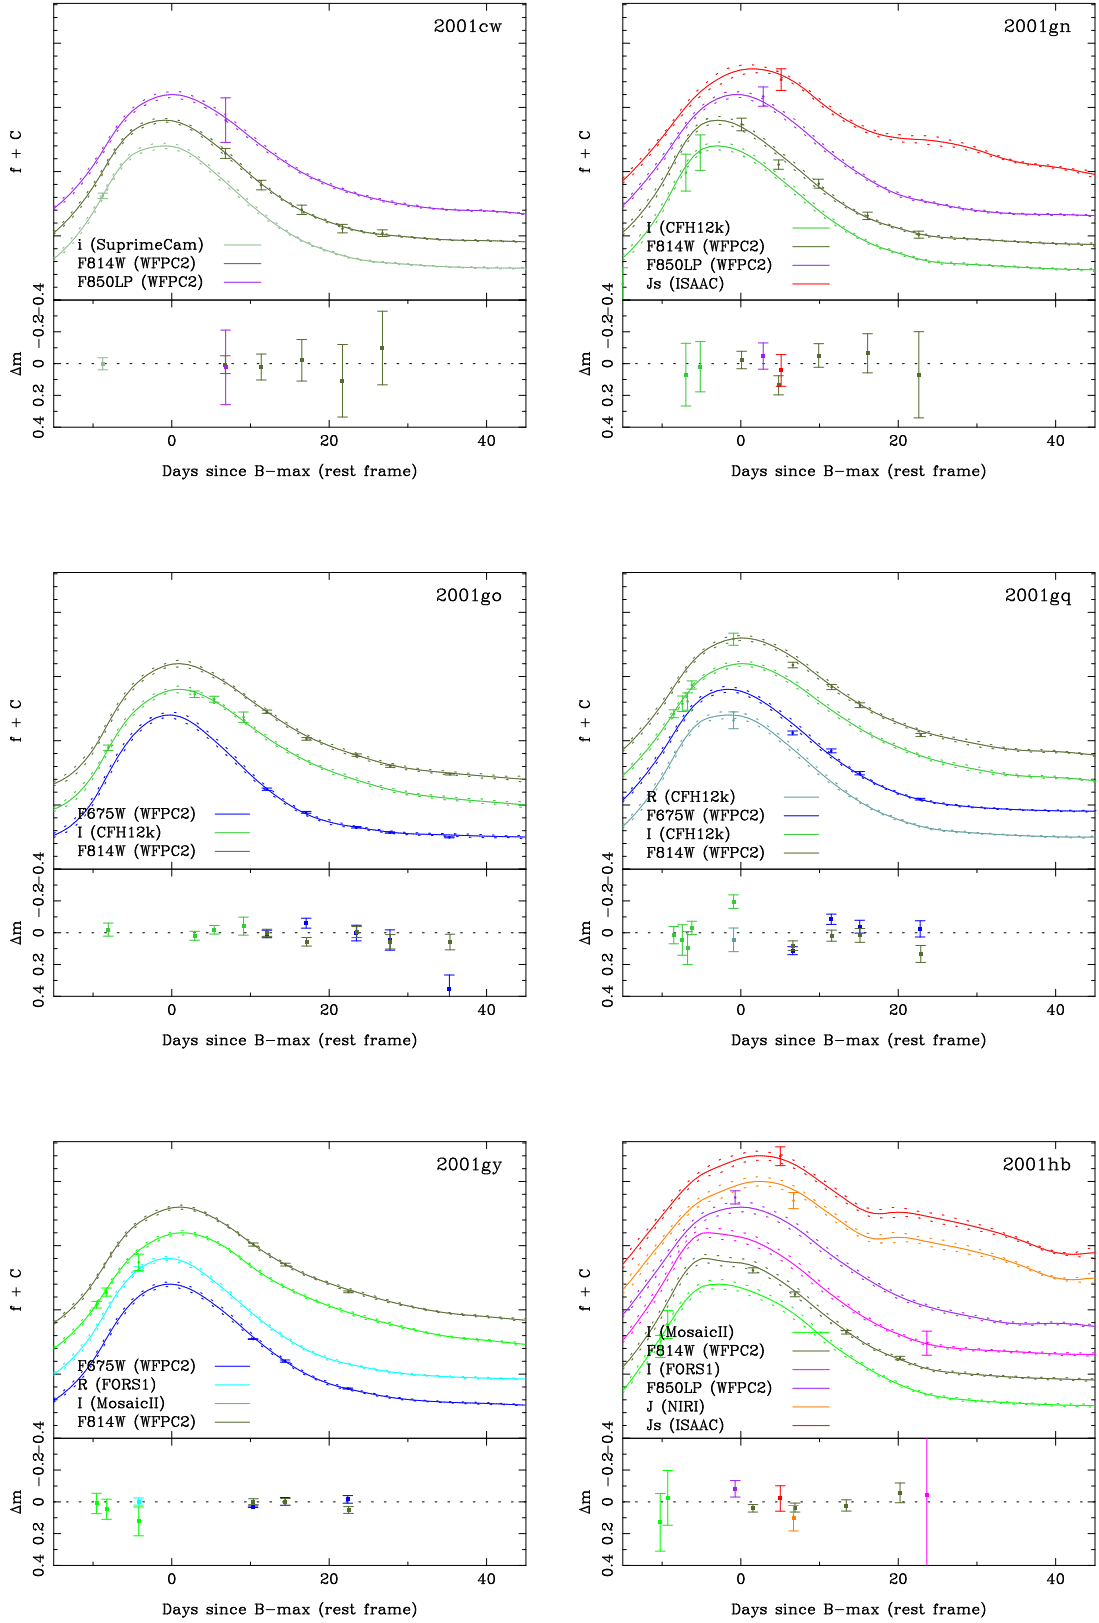 2001cw
f + C
i (SuprimeCam)
F814W (WFPC2)
F850LP (WFPC2)
Δm
-0.4
-0.2
0
0.2
0.4
0 20 40
Days since B-max (rest frame)
2001gn
f + C
I (CFH12k)
F814W (WFPC2)
F850LP (WFPC2)
Js (ISAAC)
Δm
-0.4
-0.2
0
0.2
0.4
0 20 40
Days since B-max (rest frame)
2001go
f + C
F675W (WFPC2)
I (CFH12k)
F814W (WFPC2)
Δm
-0.4
-0.2
0
0.2
0.4
0 20 40
Days since B-max (rest frame)
2001gq
f + C
R (CFH12k)
F675W (WFPC2)
I (CFH12k)
F814W (WFPC2)
Δm
-0.4
-0.2
0
0.2
0.4
0 20 40
Days since B-max (rest frame)
2001gy
f + C
F675W (WFPC2)
R (FORS1)
I (MosaicII)
F814W (WFPC2)
Δm
-0.4
-0.2
0
0.2
0.4
0 20 40
Days since B-max (rest frame)
2001hb
f + C
I (MosaicII)
F814W (WFPC2)
I (FORS1)
F850LP (WFPC2)
J (NIRI)
Js (ISAAC)
Δm
-0.4
-0.2
0
0.2
0.4
0 20 40
Days since B-max (rest frame)